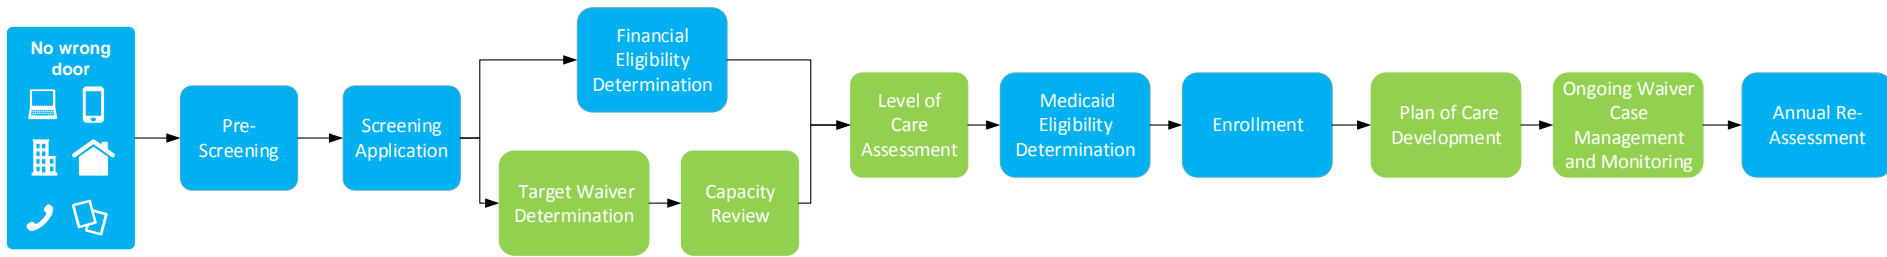 No wrong
door
Pre-
Screening
Screening
Application
Financial
Eligibility
Determination
Target Waiver
Determination
Capacity
Review
Level of
Care
Assessment
Medicaid
Eligibility
Determination
Enrollment
Plan of Care
Development
Ongoing Waiver
Case
Management
and Monitoring
Annual Re-
Assessment